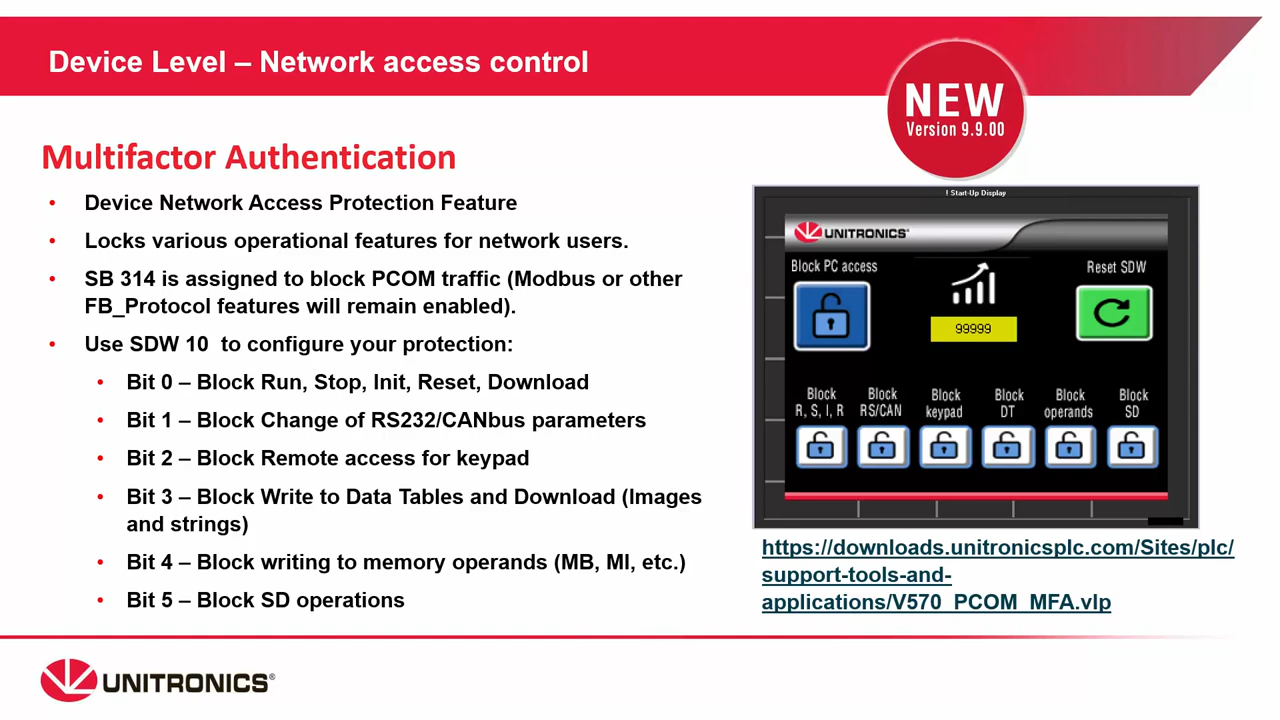 Device Level – Network access control
NEW
Version 9.9.00
Multifactor Authentication
• Device Network Access Protection Feature
• Locks various operational features for network users.
• SB 314 is assigned to block PCOM traffic (Modbus or other
FB_Protocol features will remain enabled).
• Use SDW 10 to configure your protection:
• Bit 0 – Block Run, Stop, Init, Reset, Download
• Bit 1 – Block Change of RS232/CANbus parameters
• Bit 2 – Block Remote access for keypad
• Bit 3 – Block Write to Data Tables and Download (Images
and strings)
• Bit 4 – Block writing to memory operands (MB, MI, etc.)
• Bit 5 – Block SD operations
! Start-Up Display
UNITRONICS®
Block PC access
Reset SDW
99999
Block
R, S, I, R
Block
RS/CAN
Block
keypad
Block
DT
Block
operands
Block
SD
https://downloads.unitronicsplc.com/Sites/plc/
support-tools-and-
applications/V570_PCOM_MFA.vlp
UNITRONICS®